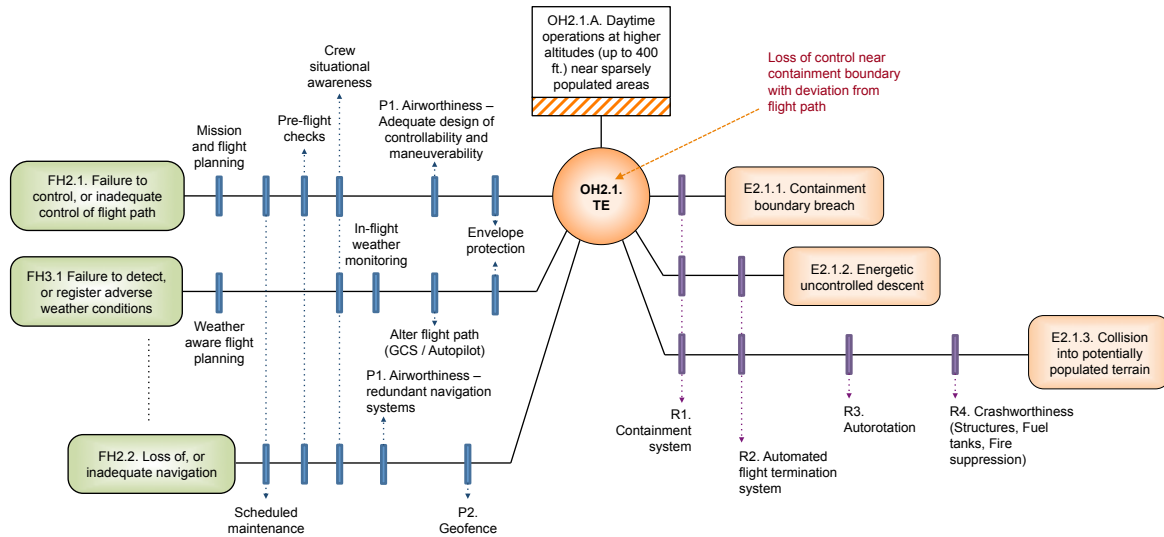 OH2.1.A. Daytime
operations at higher
altitudes (up to 400
ft.) near sparsely
populated areas
Loss of control near
containment boundary
with deviation from
flight path
Crew
situational
awareness
Pre-flight
checks
P1. Airworthiness –
Adequate design of
controllability and
maneuverability
Mission
and flight
planning
FH2.1. Failure to
control, or inadequate
control of flight path
OH2.1.
TE
E2.1.1. Containment
boundary breach
In-flight
weather
monitoring
Envelope
protection
FH3.1 Failure to detect,
or register adverse
weather conditions
E2.1.2. Energetic
uncontrolled descent
Weather
aware flight
planning
Alter flight path
(GCS / Autopilot)
E2.1.3. Collision
into potentially
populated terrain
P1. Airworthiness –
redundant navigation
systems
R1.
Containment
system
R2. Automated
flight termination
system
R3.
Autorotation
R4. Crashworthiness
(Structures, Fuel
tanks, Fire
suppression)
FH2.2. Loss of, or
inadequate navigation
Scheduled
maintenance
P2.
Geofence